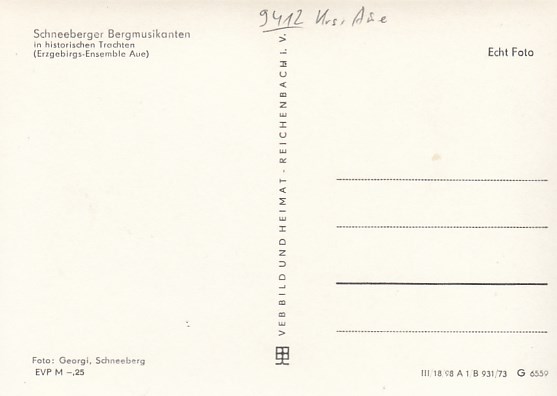 9412 Krs. Aue
Schneeberger Bergmusikanten
in historischen Trachten
(Erzgebirgs-Ensemble Aue)
Echt Foto
VEB BILD UND HEIMAT - REICHENBACH i. V.
Foto: Georgi, Schneeberg
EVP M –,25
III/18/98 A 1/B 931/73 G 6559